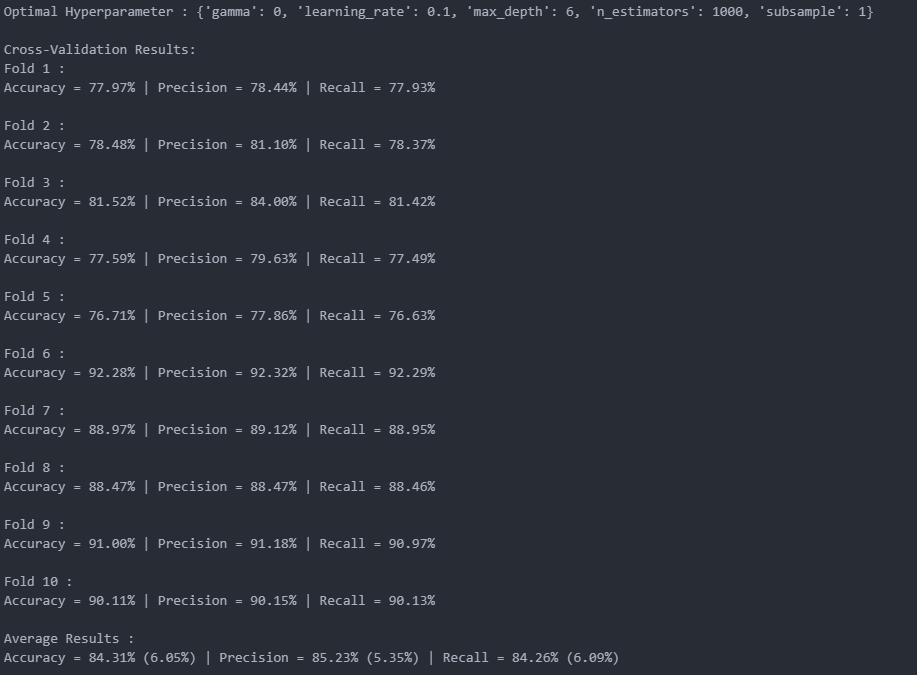 Optimal Hyperparameter : {'gamma': 0, 'learning_rate': 0.1, 'max_depth': 6, 'n_estimators': 1000, 'subsample': 1}
Cross-Validation Results:
Fold 1 :
Accuracy = 77.97% | Precision = 78.44% | Recall = 77.93%
Fold 2 :
Accuracy = 78.48% | Precision = 81.10% | Recall = 78.37%
Fold 3 :
Accuracy = 81.52% | Precision = 84.00% | Recall = 81.42%
Fold 4 :
Accuracy = 77.59% | Precision = 79.63% | Recall = 77.49%
Fold 5 :
Accuracy = 76.71% | Precision = 77.86% | Recall = 76.63%
Fold 6 :
Accuracy = 92.28% | Precision = 92.32% | Recall = 92.29%
Fold 7 :
Accuracy = 88.97% | Precision = 89.12% | Recall = 88.95%
Fold 8 :
Accuracy = 88.47% | Precision = 88.47% | Recall = 88.46%
Fold 9 :
Accuracy = 91.00% | Precision = 91.18% | Recall = 90.97%
Fold 10 :
Accuracy = 90.11% | Precision = 90.15% | Recall = 90.13%
Average Results :
Accuracy = 84.31% (6.05%) | Precision = 85.23% (5.35%) | Recall = 84.26% (6.09%)